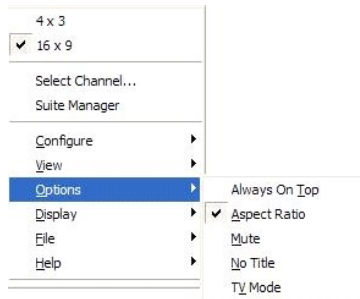 4 x 3
16 x 9
Select Channel...
Suite Manager
Configure
View
Options
Display
File
Help
Always On Top
Aspect Ratio
Mute
No Title
TV Mode